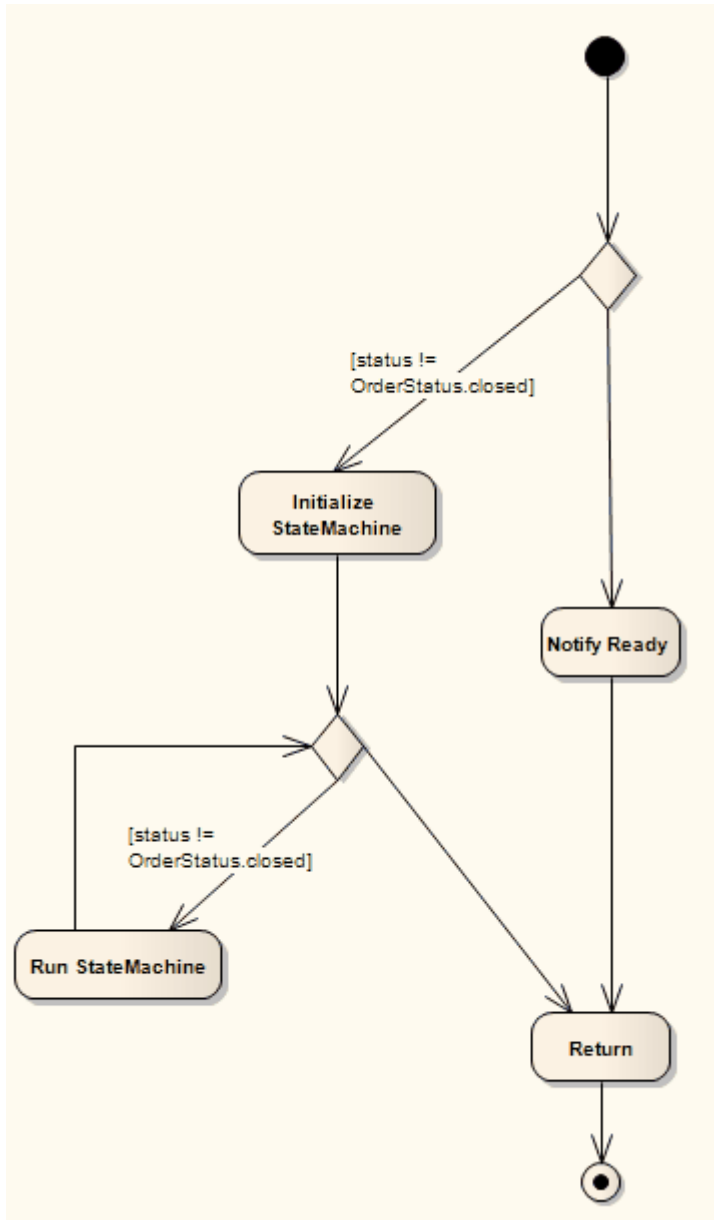 [status !=
OrderStatus.closed]
Initialize
StateMachine
Notify Ready
[status !=
OrderStatus.closed]
Run StateMachine
Return